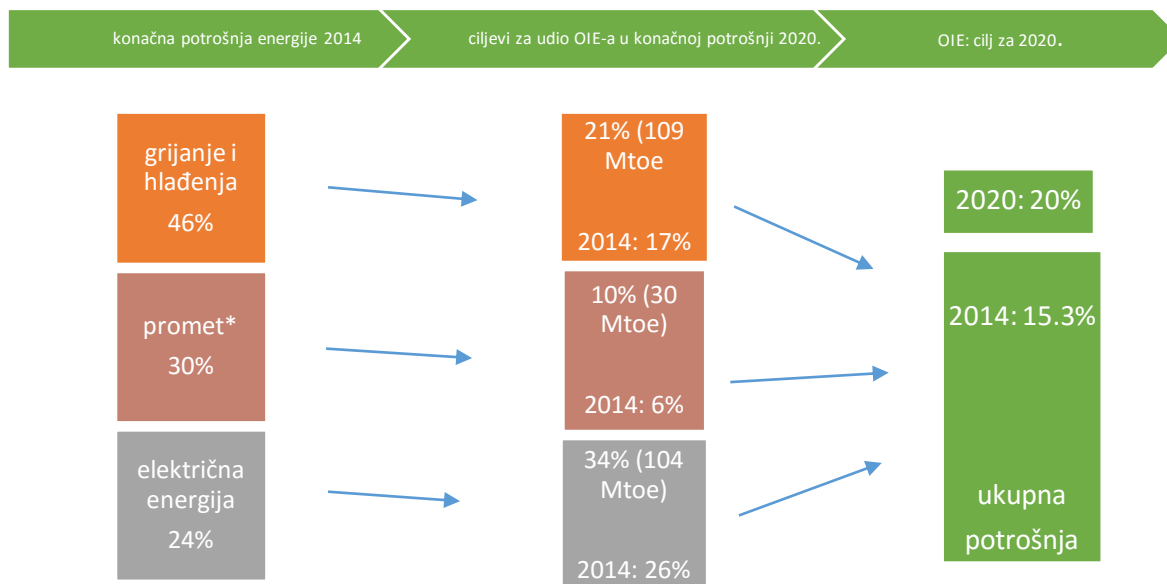 konačna potrošnja energije 2014
ciljevi za udio OIE-a u konačnoj potrošnji 2020.
OIE: cilj za 2020.
grijanje i
hlađenja
46%
promet*
30%
električna
energija
24%
21% (109
Mtoe
2014: 17%
10% (30
Mtoe)
2014: 6%
34% (104
Mtoe)
2014: 26%
2020: 20%
2014: 15.3%
ukupna
potrošnja